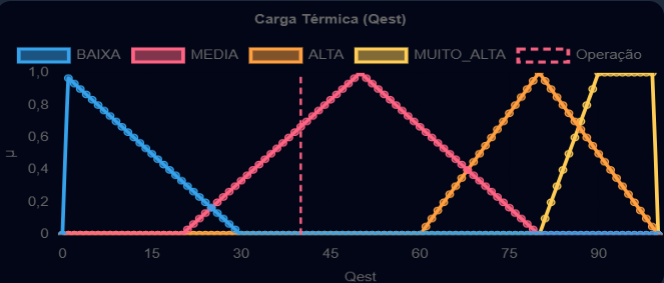 Carga Térmica (Qest)
BAIXA MEDIA ALTA MUITO_ALTA Operação
1,0
0,8
0,6
0,4
0,2
0
μ
0 15 30 45 60 75 90
Qest